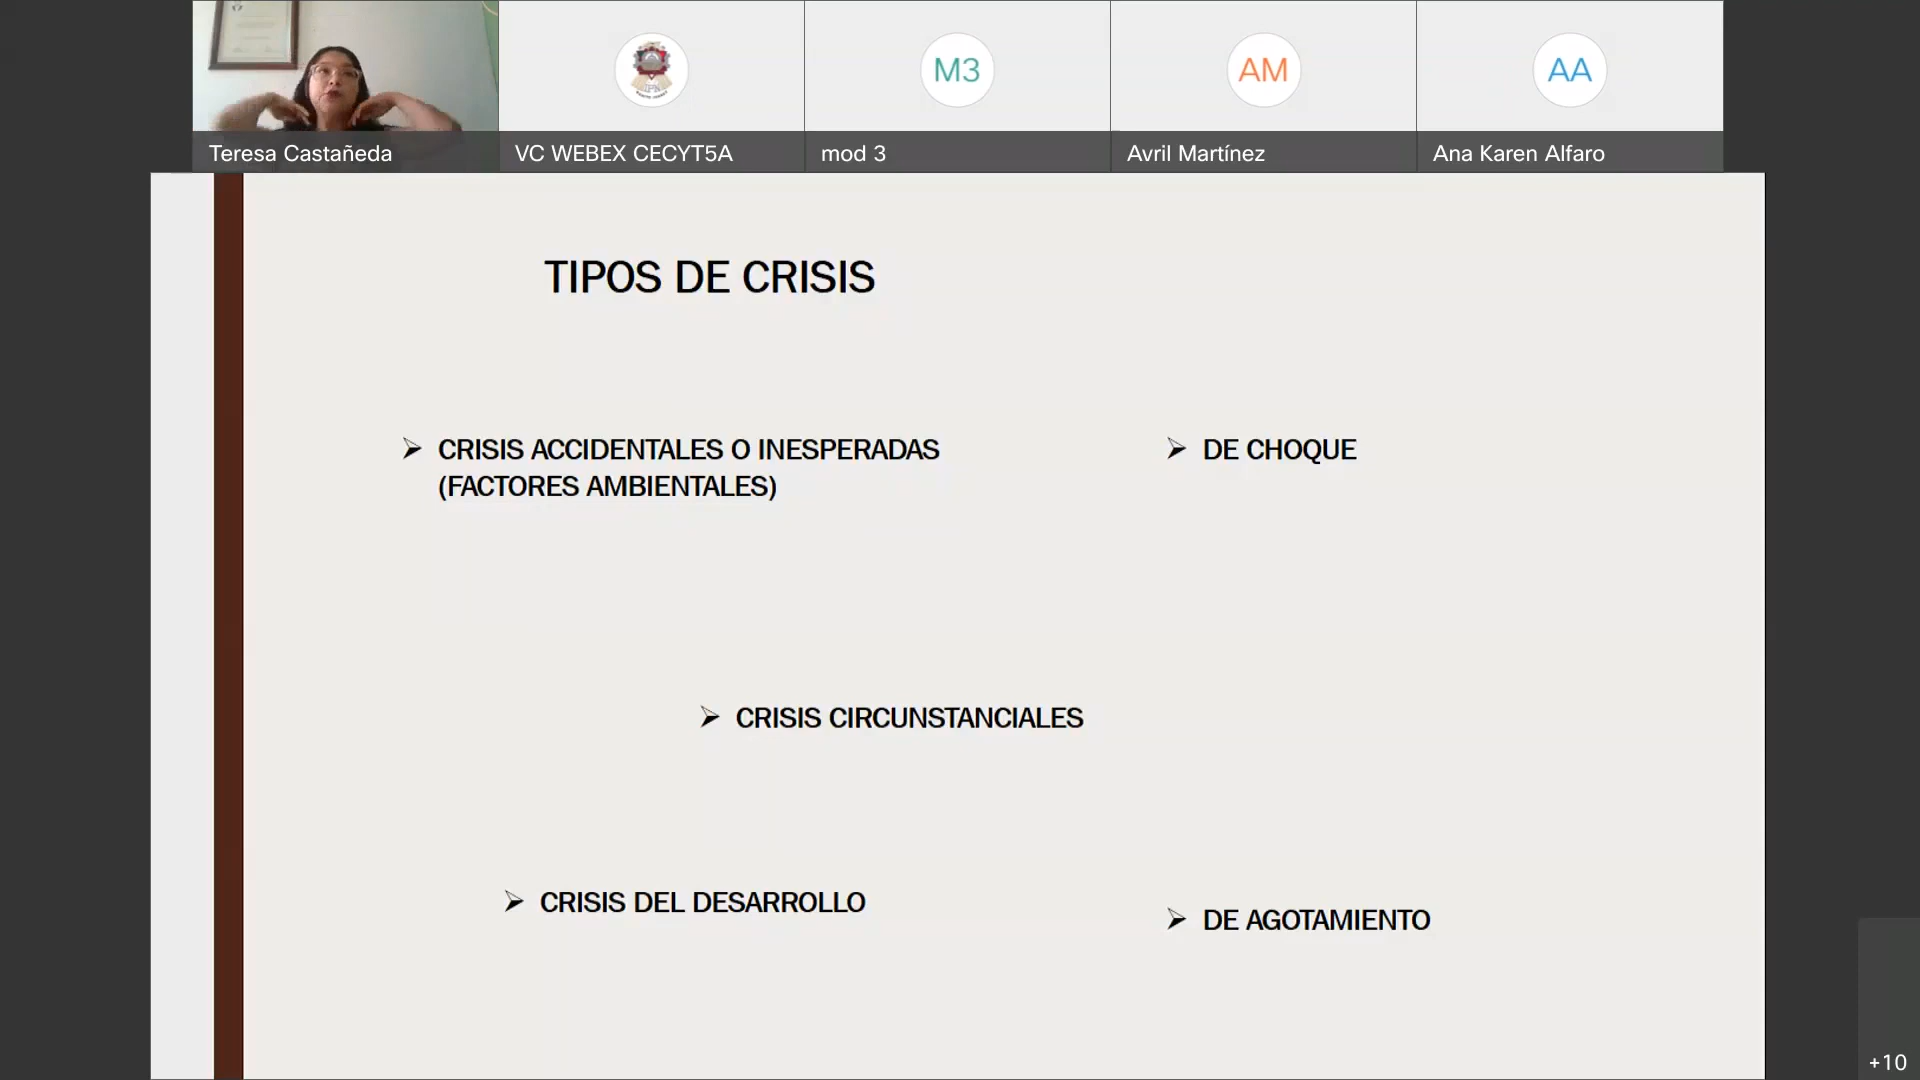 M3
AM
AA
Teresa Castañeda
VC WEBEX CECYT5A
mod 3
Avril Martínez
Ana Karen Alfaro
TIPOS DE CRISIS
➢ CRISIS ACCIDENTALES O INESPERADAS
(FACTORES AMBIENTALES)
➢ DE CHOQUE
➢ CRISIS CIRCUNSTANCIALES
➢ CRISIS DEL DESARROLLO
➢ DE AGOTAMIENTO
+10